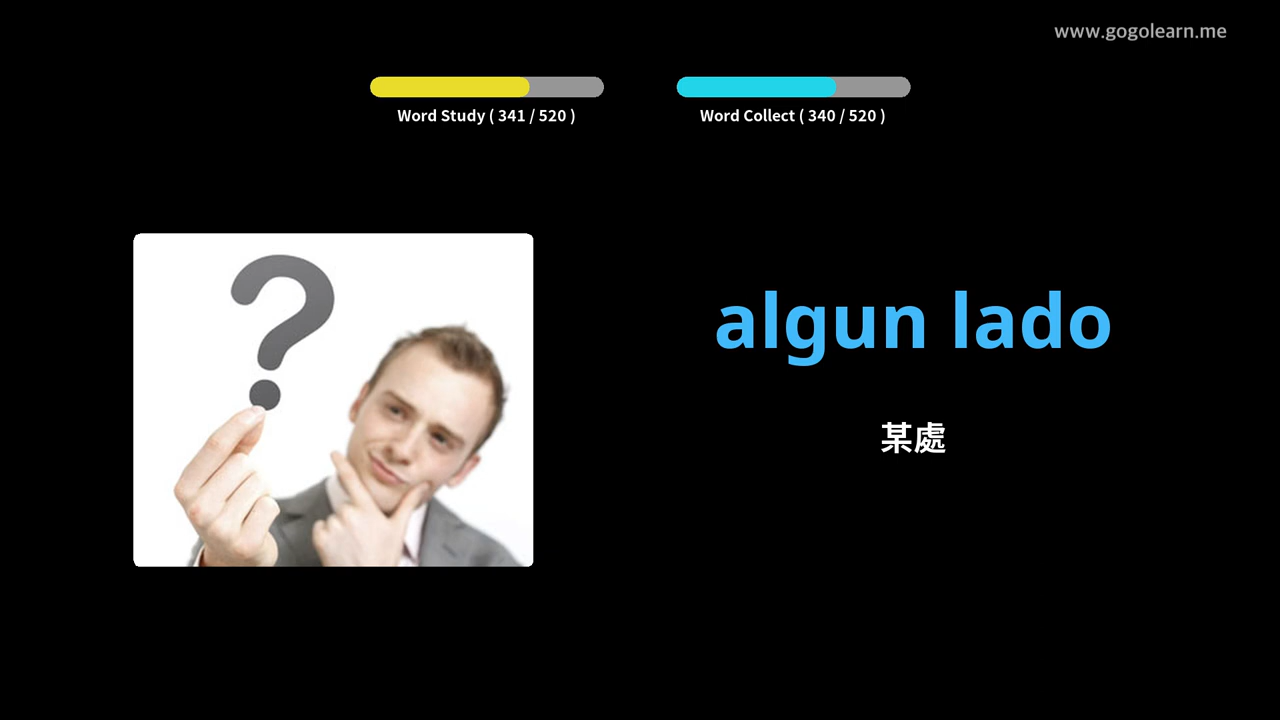 www.gogolearn.me
Word Study ( 341 / 520 )
Word Collect ( 340 / 520 )
?
algun lado
某處